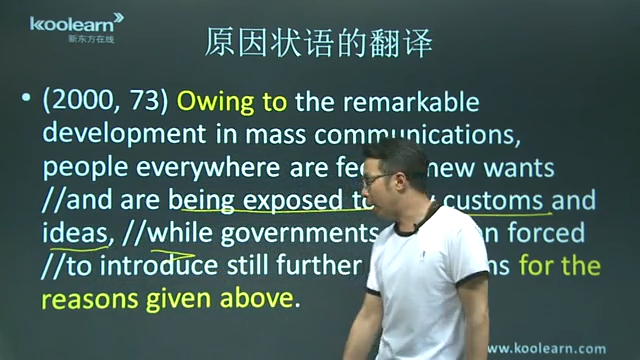 koolearn
新东方在线
原因状语的翻译
• (2000, 73) Owing to the remarkable
development in mass communications,
people everywhere are new wants
//and are being exposed to customs and
ideas, //while governments forced
//to introduce still further for the
reasons given above.
www.koolearn.com